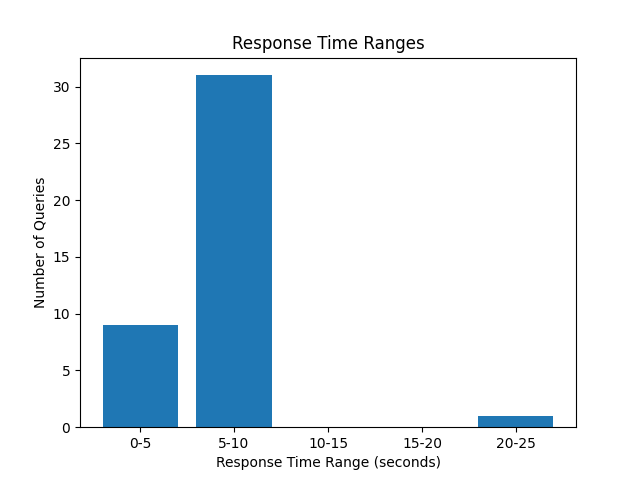 Response Time Ranges
30
25
20
15
10
5
0
Number of Queries
0-5 5-10 10-15 15-20 20-25
Response Time Range (seconds)